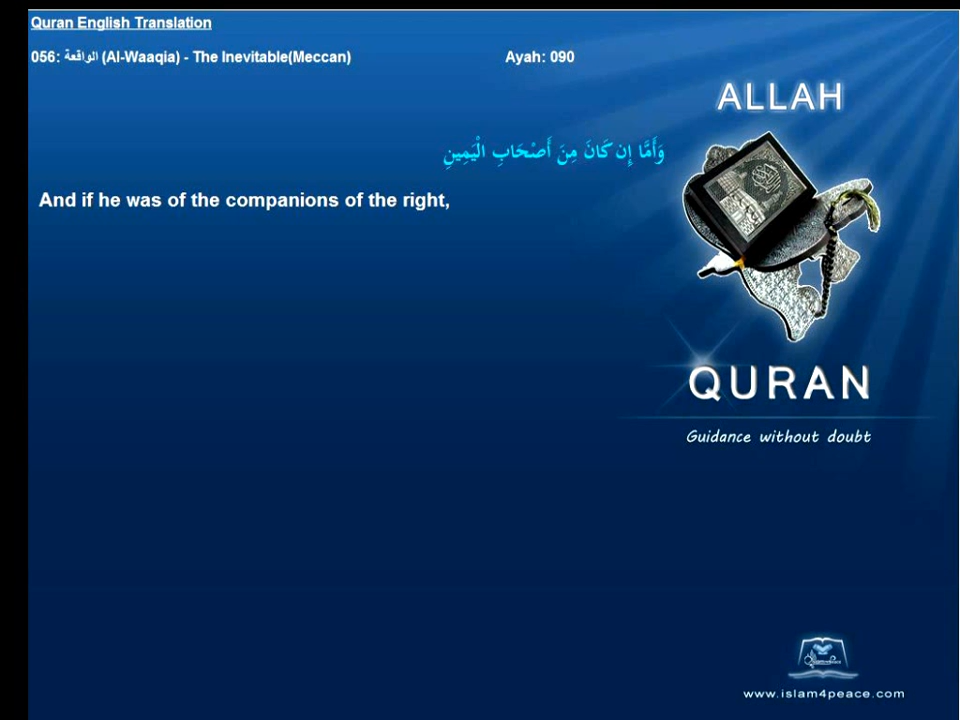 Quran English Translation
056: الواقعة (Al-Waaqia) - The Inevitable(Meccan) Ayah: 090
ALLAH
وَأَمَّا إِن كَانَ مِنَ أَصْحَابِ الْيَمِينِ
And if he was of the companions of the right,
QURAN
Guidance without doubt
www.islam4peace.com